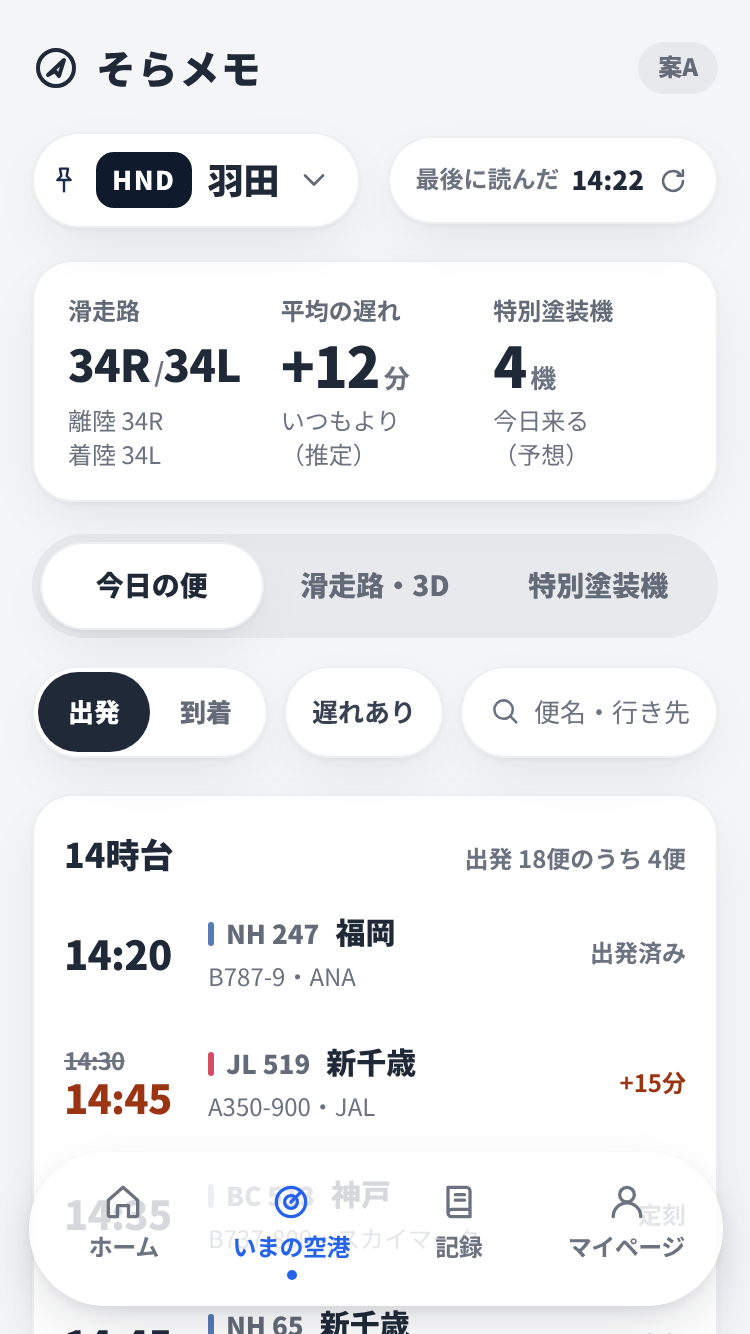 そらメモ
案A
HND 羽田
最後に読んだ 14:22
滑走路
34R/34L
離陸 34R
着陸 34L
平均の遅れ
+12分
いつもより
（推定）
特別塗装機
4機
今日来る
（予想）
今日の便
滑走路・3D
特別塗装機
出発
到着
遅れあり
便名・行き先
14時台
出発 18便のうち 4便
14:20
NH 247 福岡
B787-9・ANA
出発済み
14:30
14:45
JL 519 新千歳
A350-900・JAL
+15分
14:35
BC 神戸
定刻
ホーム
いまの空港
記録
マイページ
NH 65 新千歳